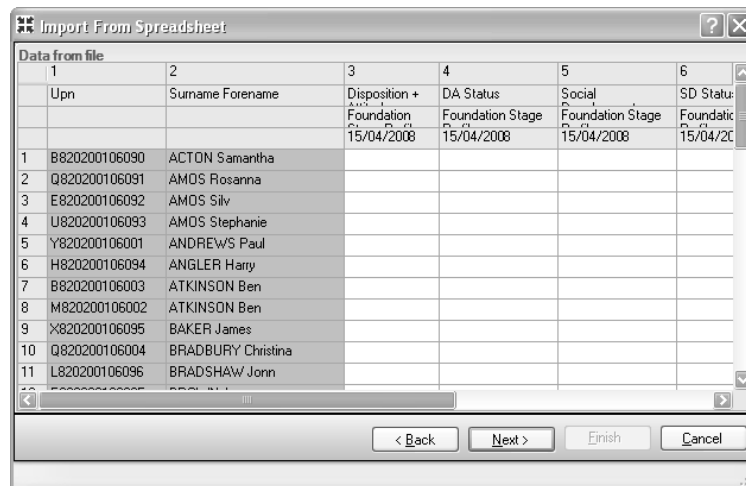 Import From Spreadsheet
Data from file
1 2 3 4 5 6
Upn Surname Forename Disposition + DA Status Social SD Status
Foundation Foundation Stage Foundation Stage
15/04/2008 15/04/2008 15/04/2008 15/04/20
1 B820200106090 ACTON Samantha
2 Q820200106091 AMOS Rosanna
3 E820200106092 AMOS Silv
4 U820200106093 AMOS Stephanie
5 Y820200106001 ANDREWS Paul
6 H820200106094 ANGLER Harry
7 B820200106003 ATKINSON Ben
8 M820200106002 ATKINSON Ben
9 X820200106095 BAKER James
10 Q820200106004 BRADBURY Christina
11 L820200106096 BRADSHAW Jonn
< Back Next > Finish Cancel